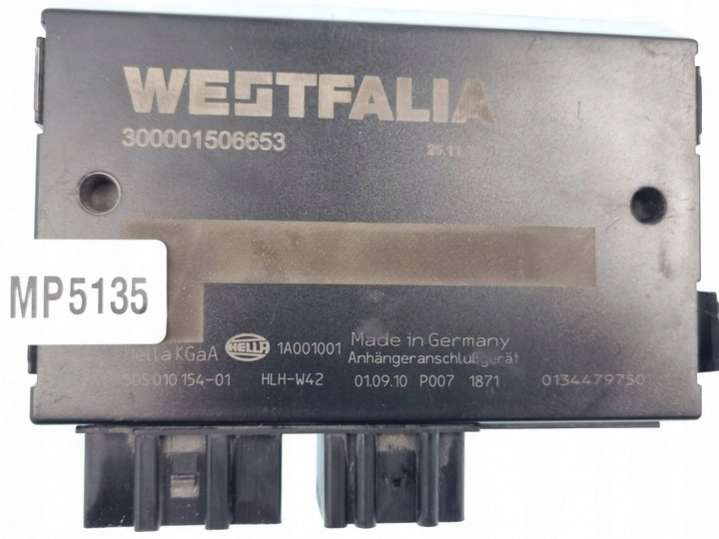 WESTFALIA
300001506653 25.11
MP5135
Hella KGaA HELLA 1A001001 Made in Germany
Anhängeranschlußgerät
010 154-01 HLH-W42 01.09.10 P007 1871 0134479750